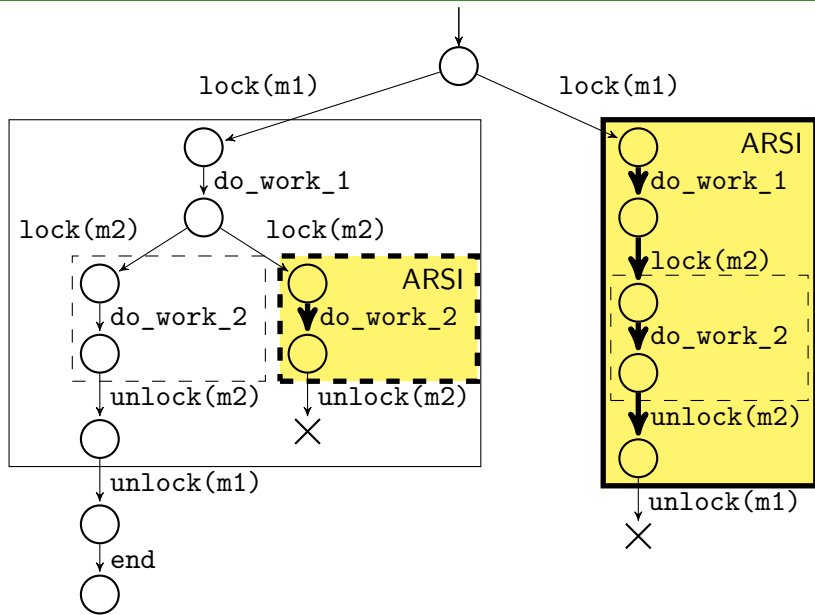 lock(m1)
lock(m1)
ARSI
do_work_1
do_work_1
lock(m2)
lock(m2)
lock(m2)
ARSI
do_work_2
do_work_2
do_work_2
unlock(m2)
unlock(m2)
unlock(m2)
unlock(m1)
unlock(m1)
end